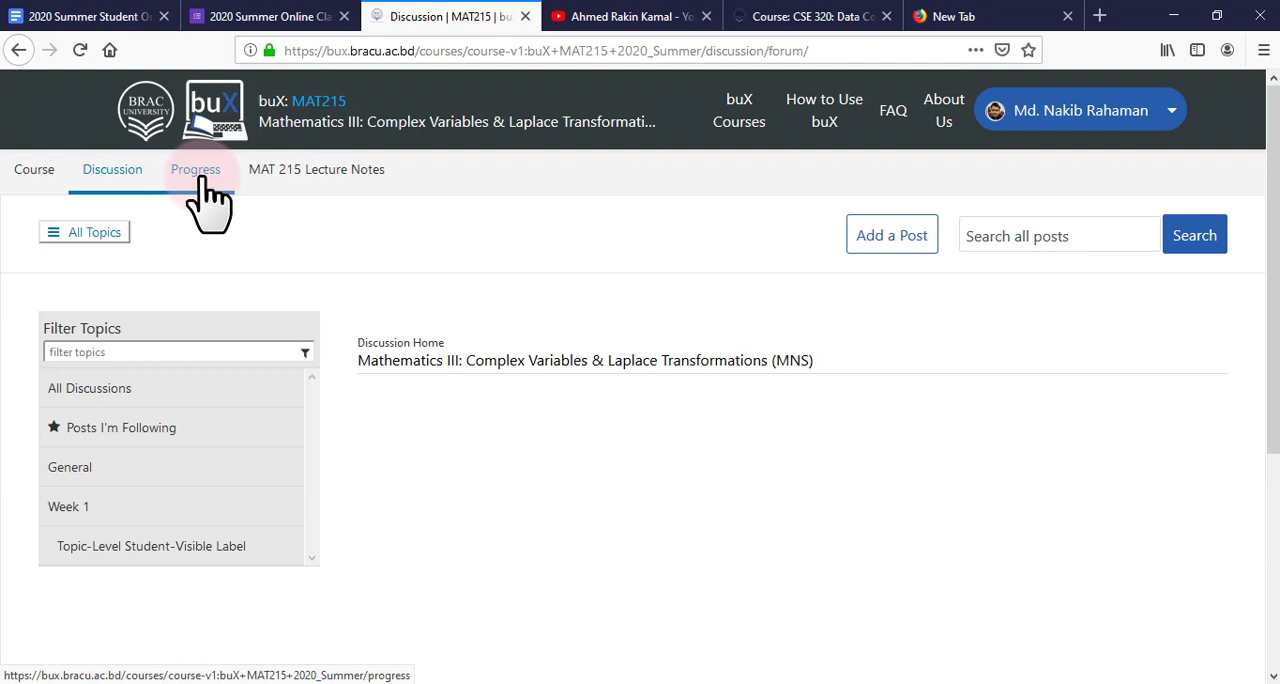 2020 Summer Student O
2020 Summer Online Cla
Discussion | MAT215 | bu
Ahmed Rakin Kamal - Yo
Course: CSE 320: Data Co
New Tab
https://bux.bracu.ac.bd/courses/course-v1:buX+MAT215+2020_Summer/discussion/forum/
BRAC
UNIVERSITY
buX
buX: MAT215
Mathematics III: Complex Variables & Laplace Transformati...
buX
Courses
How to Use
buX
FAQ
About
Us
Md. Nakib Rahaman
Course
Discussion
Progress
MAT 215 Lecture Notes
All Topics
Add a Post
Search all posts
Search
Filter Topics
filter topics
All Discussions
Posts I'm Following
General
Week 1
Topic-Level Student-Visible Label
Discussion Home
Mathematics III: Complex Variables & Laplace Transformations (MNS)
https://bux.bracu.ac.bd/courses/course-v1:buX+MAT215+2020_Summer/progress